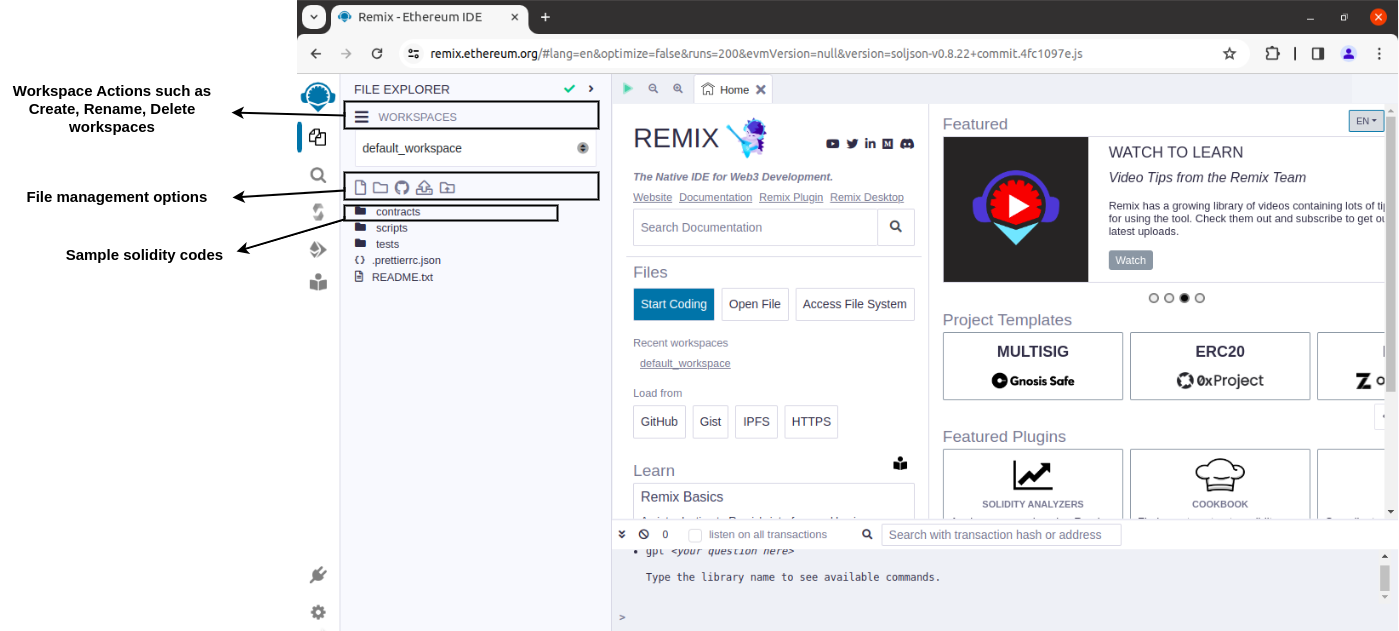 Remix - Ethereum IDE
remix.ethereum.org/#lang=en&optimize=false&runs=200&evmVersion=null&version=soljson-v0.8.22+commit.4fc1097e.js
Workspace Actions such as
Create, Rename, Delete
workspaces
File management options
Sample solidity codes
FILE EXPLORER
WORKSPACES
default_workspace
contracts
scripts
tests
.prettierrc.json
README.txt
Home
REMIX
The Native IDE for Web3 Development.
Website Documentation Remix Plugin Remix Desktop
Search Documentation
Files
Start Coding Open File Access File System
Recent workspaces
default_workspace
Load from
GitHub Gist IPFS HTTPS
Learn
Remix Basics
Featured
EN
WATCH TO LEARN
Video Tips from the Remix Team
Remix has a growing library of videos containing lots of
for using the tool. Check them out and subscribe to get
latest uploads.
Watch
Project Templates
MULTISIG
Gnosis Safe
ERC20
0xProject
Featured Plugins
SOLIDITY ANALYZERS
COOKBOOK
0
listen on all transactions
Search with transaction hash or address
gpt <your question here>
Type the library name to see available commands.
>